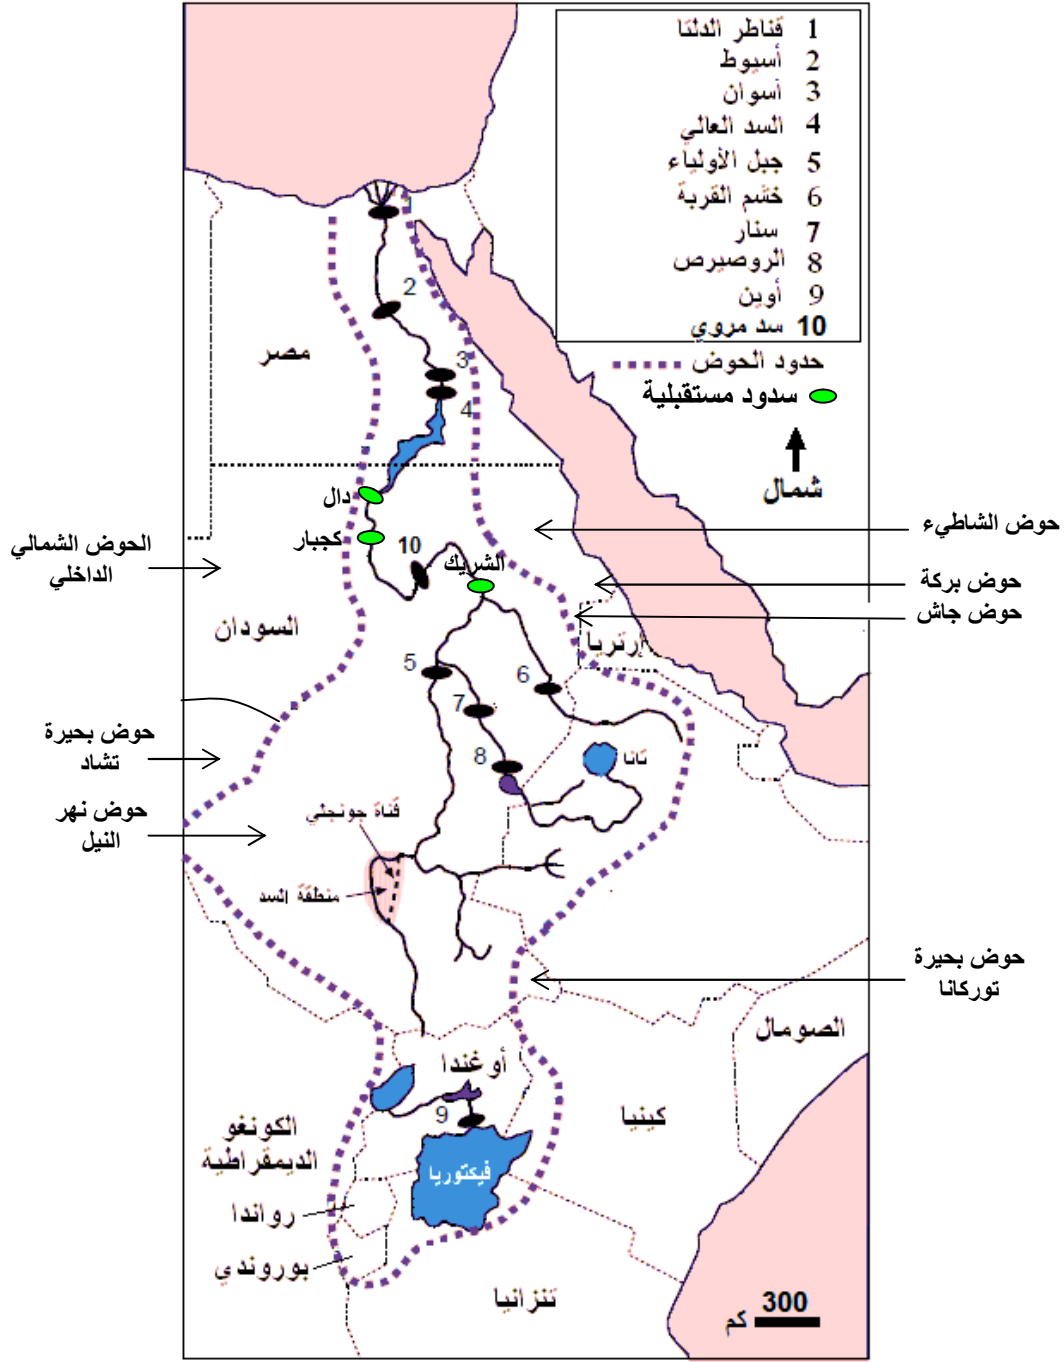 1 قناطر الدلتا
2 أسيوط
3 أسوان
4 السد العالي
5 جبل الأولياء
6 خشم القربة
7 سنار
8 الروصيرص
9 أوين
10 سد مروي
حدود الحوض
سدود مستقبلية
شمال
1
2
مصر
3
4
دال
كجبار
10
الشريك
حوض الشاطيء
الحوض الشمالي
الداخلي
حوض بركة
حوض جاش
السودان
إرتريا
5
6
7
8
تانا
حوض بحيرة
تشاد
حوض نهر
النيل
قناة جونجلي
منطقة السد
حوض بحيرة
توركانا
الصومال
أوغندا
9
كينيا
الكونغو
الديمقراطية
فيكتوريا
رواندا
بوروندي
تنزانيا
300
كم